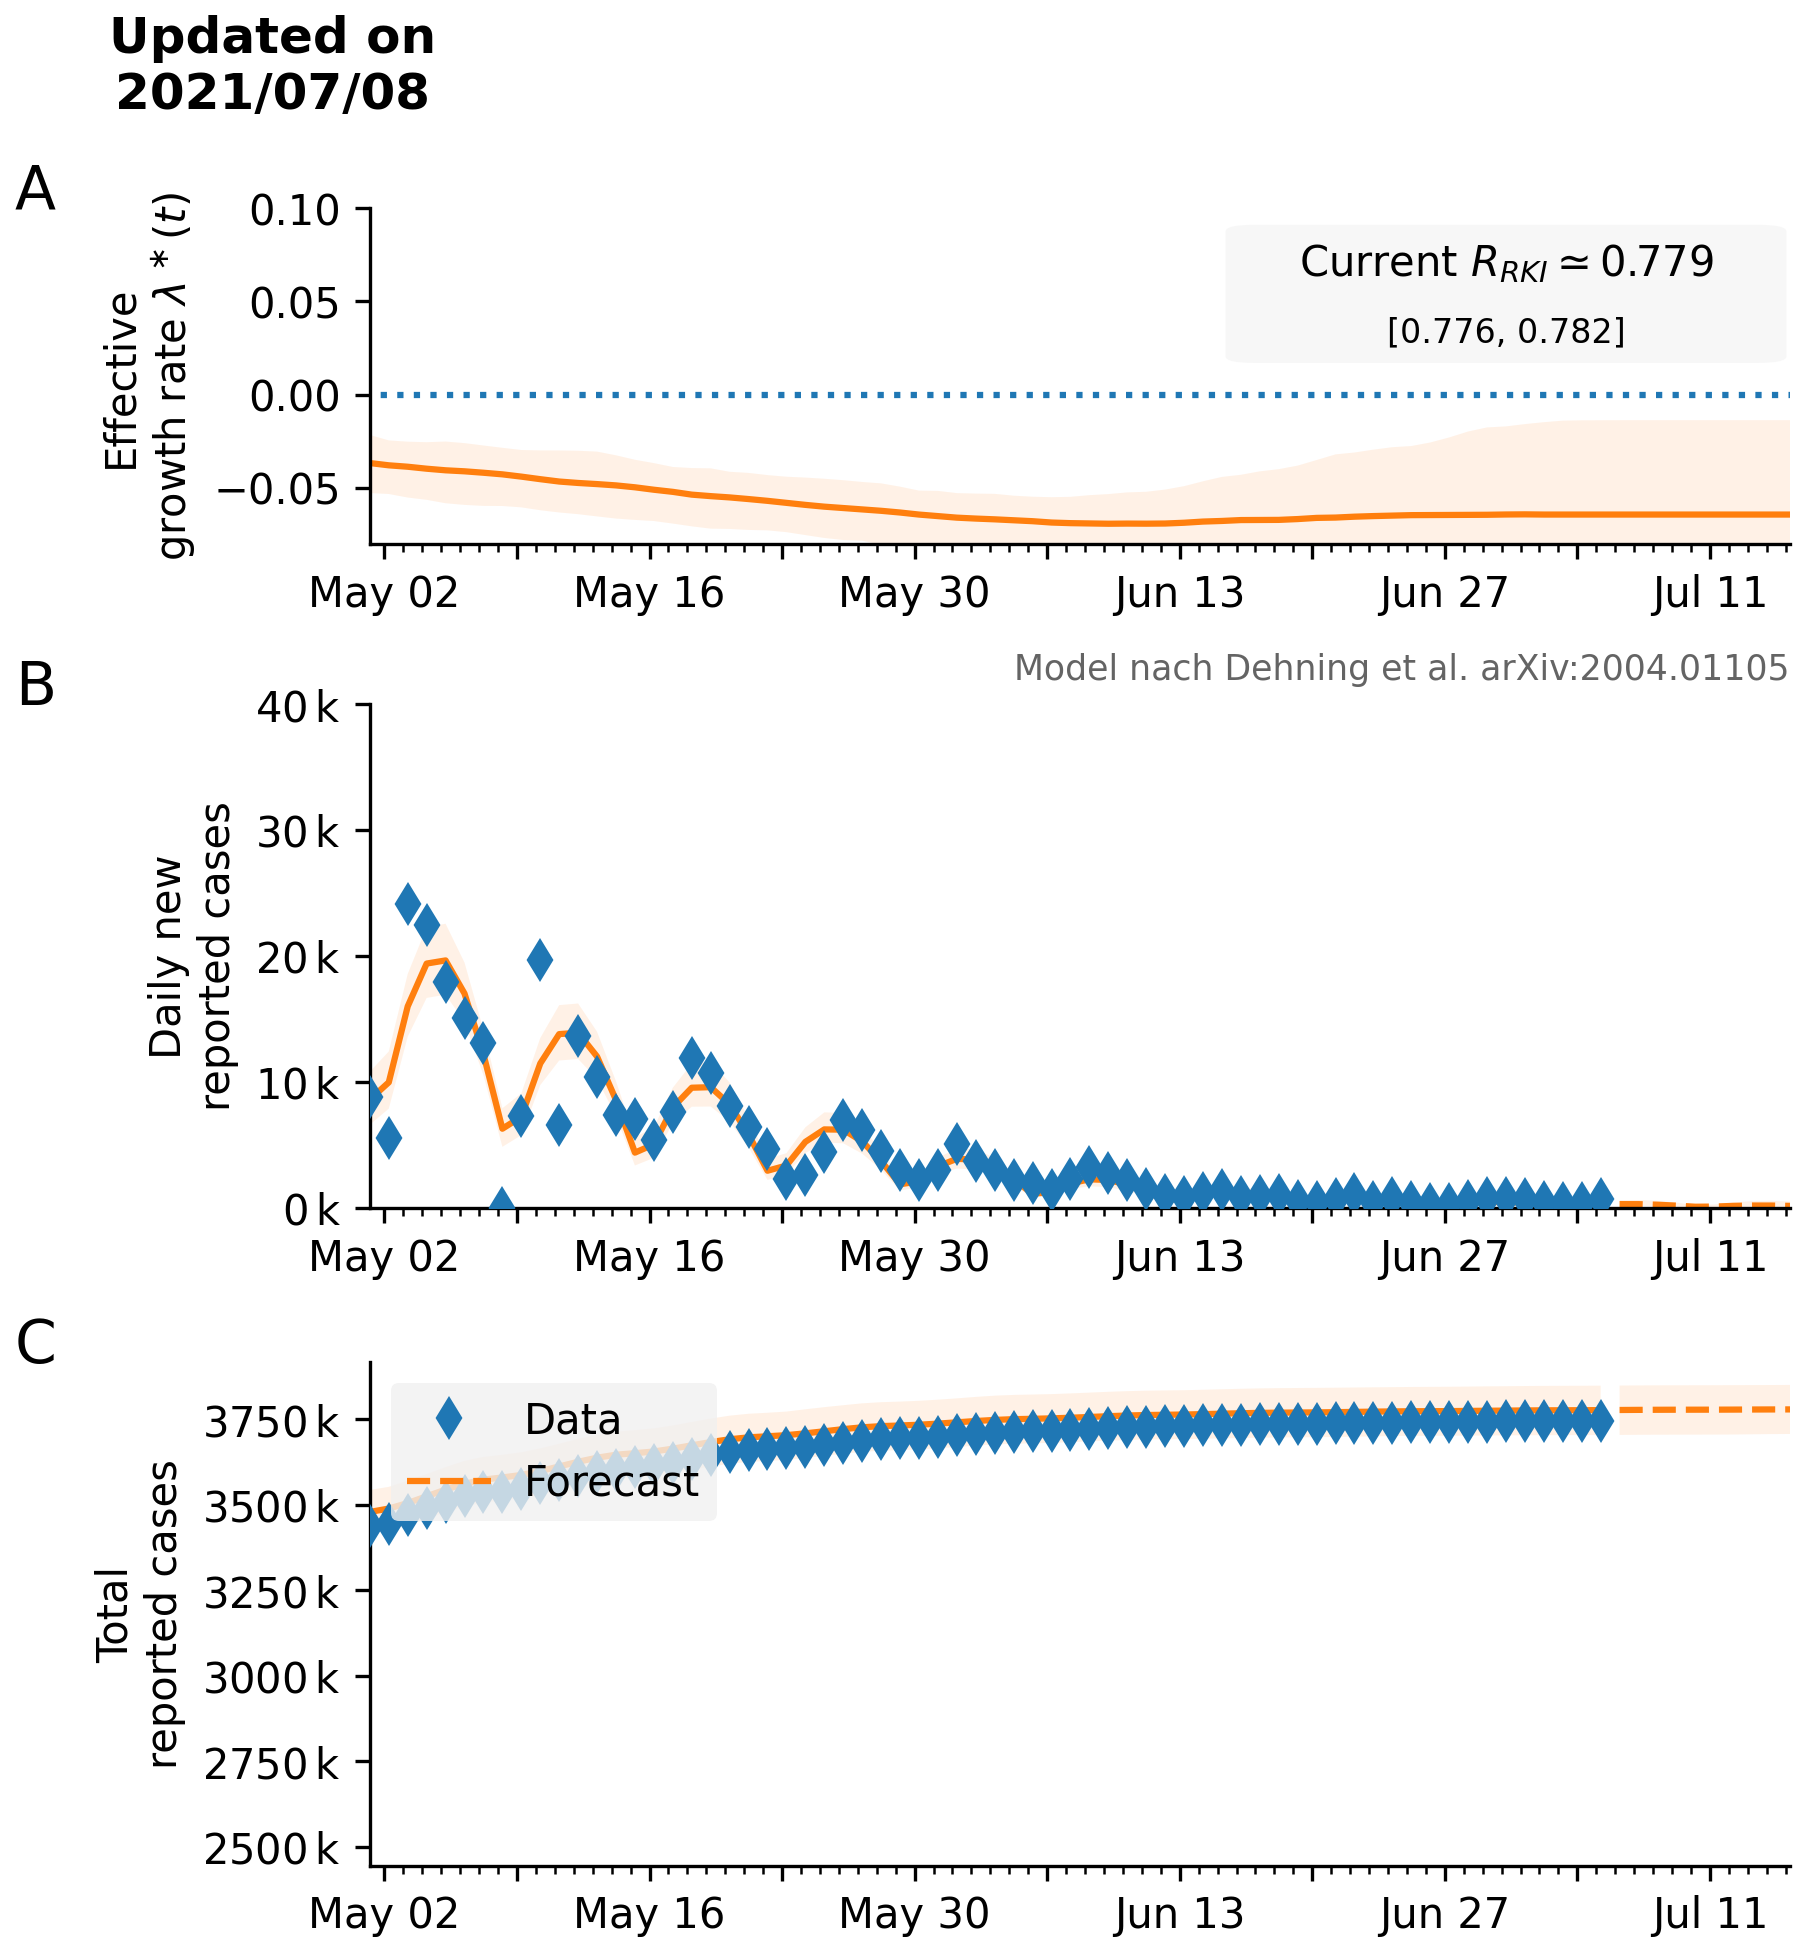 Updated on
2021/07/08
A
Effective
growth rate λ * (t)
0.10
0.05
0.00
−0.05
Current R_RKI ≃ 0.779
[0.776, 0.782]
May 02
May 16
May 30
Jun 13
Jun 27
Jul 11
Model nach Dehning et al. arXiv:2004.01105
B
Daily new
reported cases
40 k
30 k
20 k
10 k
0 k
May 02
May 16
May 30
Jun 13
Jun 27
Jul 11
C
Total
reported cases
3750 k
3500 k
3250 k
3000 k
2750 k
2500 k
Data
Forecast
May 02
May 16
May 30
Jun 13
Jun 27
Jul 11